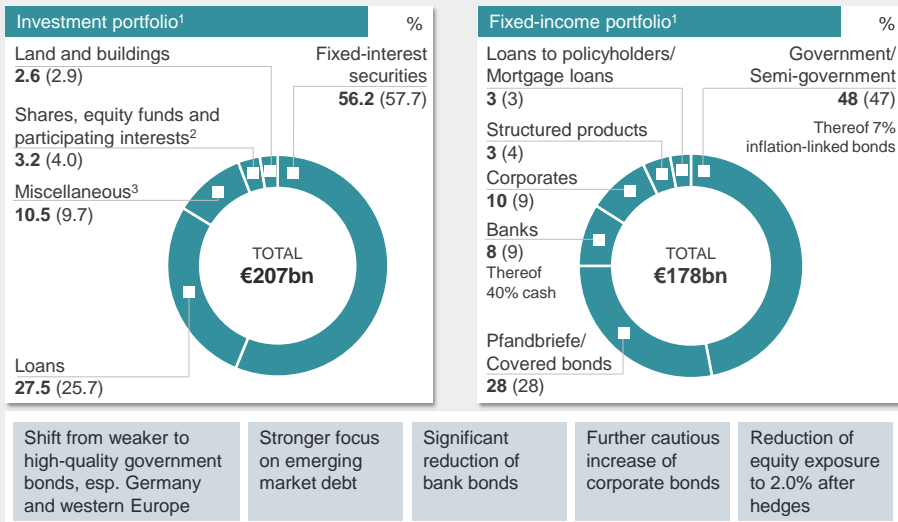 Investment portfolio¹ %
Land and buildings
2.6 (2.9)
Fixed-interest
securities
56.2 (57.7)
Shares, equity funds and
participating interests²
3.2 (4.0)
Miscellaneous³
10.5 (9.7)
TOTAL
€207bn
Loans
27.5 (25.7)
Fixed-income portfolio¹ %
Loans to policyholders/
Mortgage loans
3 (3)
Government/
Semi-government
48 (47)
Thereof 7%
inflation-linked bonds
Structured products
3 (4)
Corporates
10 (9)
Banks
8 (9)
Thereof
40% cash
TOTAL
€178bn
Pfandbriefe/
Covered bonds
28 (28)
Shift from weaker to
high-quality government
bonds, esp. Germany
and western Europe
Stronger focus
on emerging
market debt
Significant
reduction of
bank bonds
Further cautious
increase of
corporate bonds
Reduction of
equity exposure
to 2.0% after
hedges